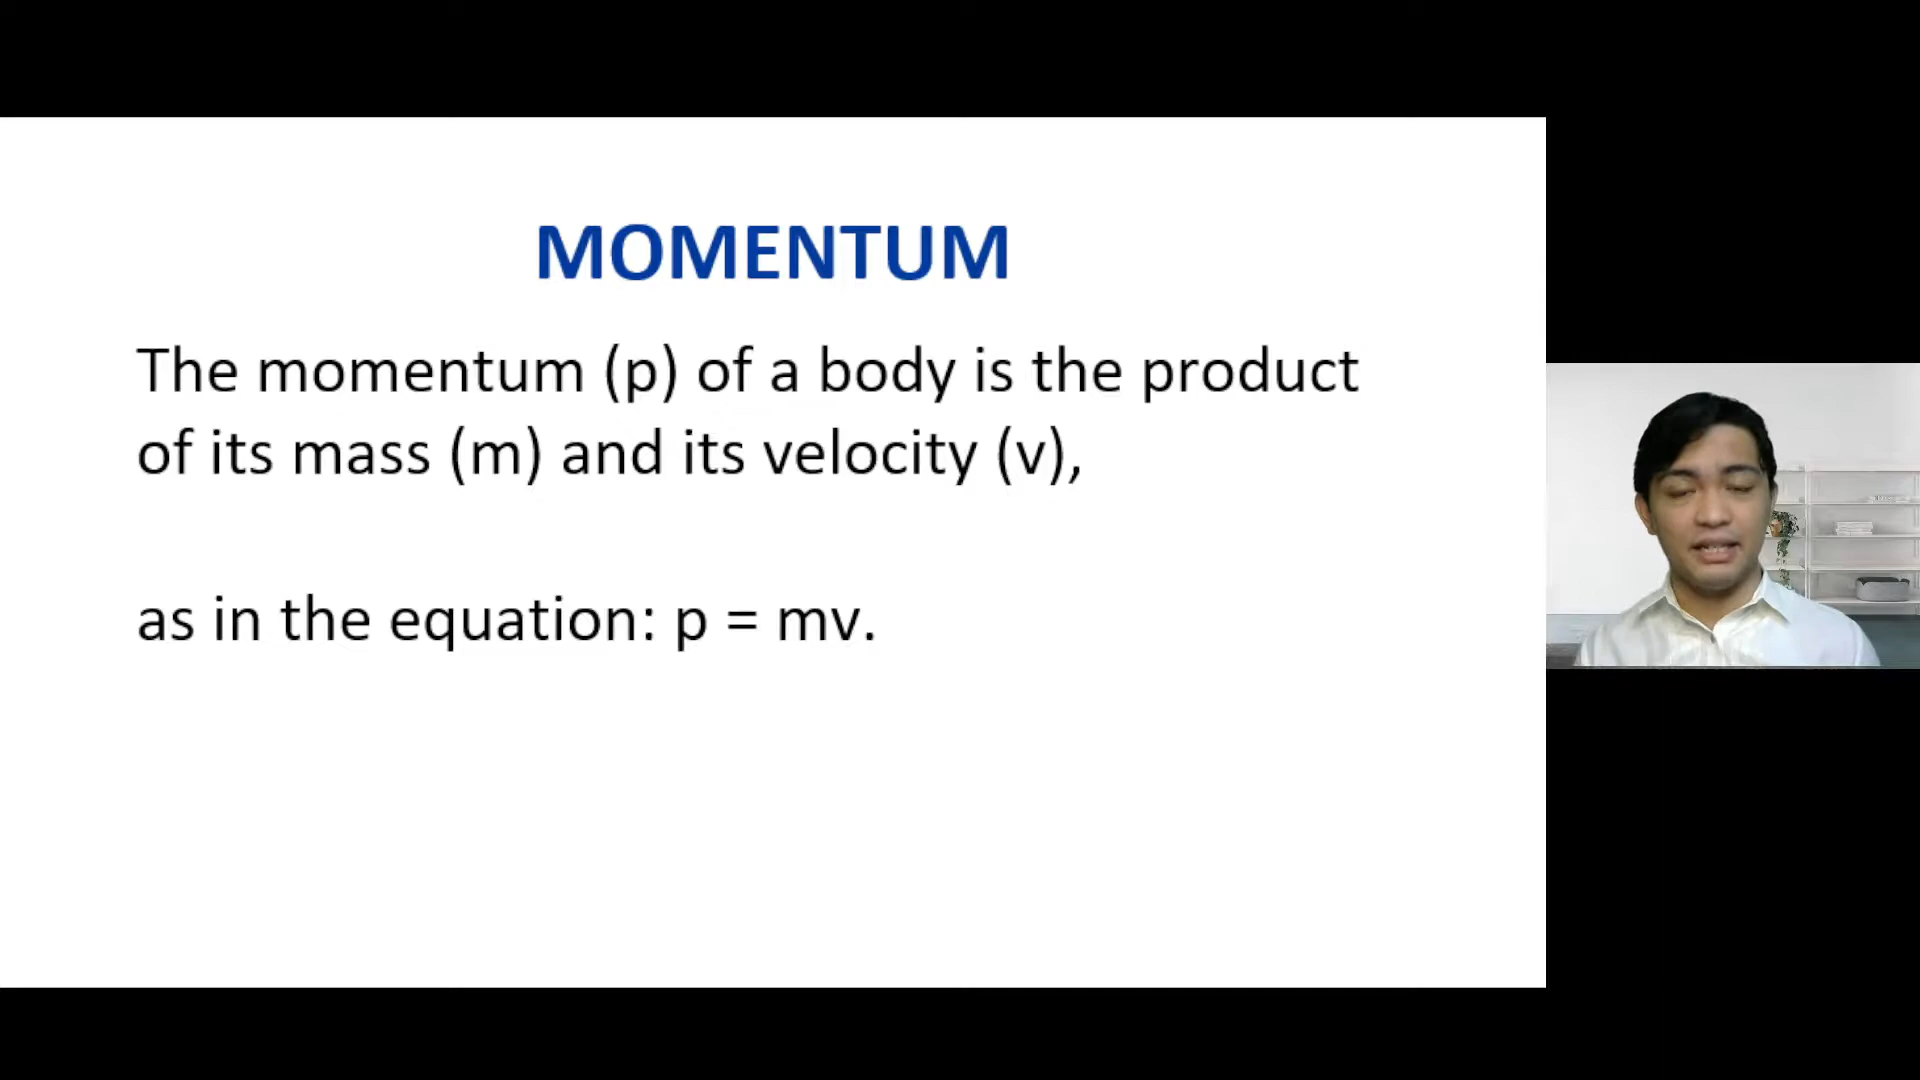 MOMENTUM
The momentum (p) of a body is the product
of its mass (m) and its velocity (v),
as in the equation: p = mv.